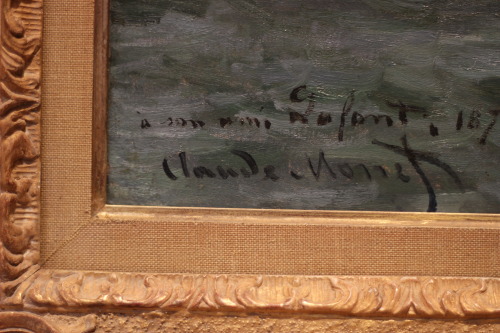 à son ami Lafont, 187
Claude Monet